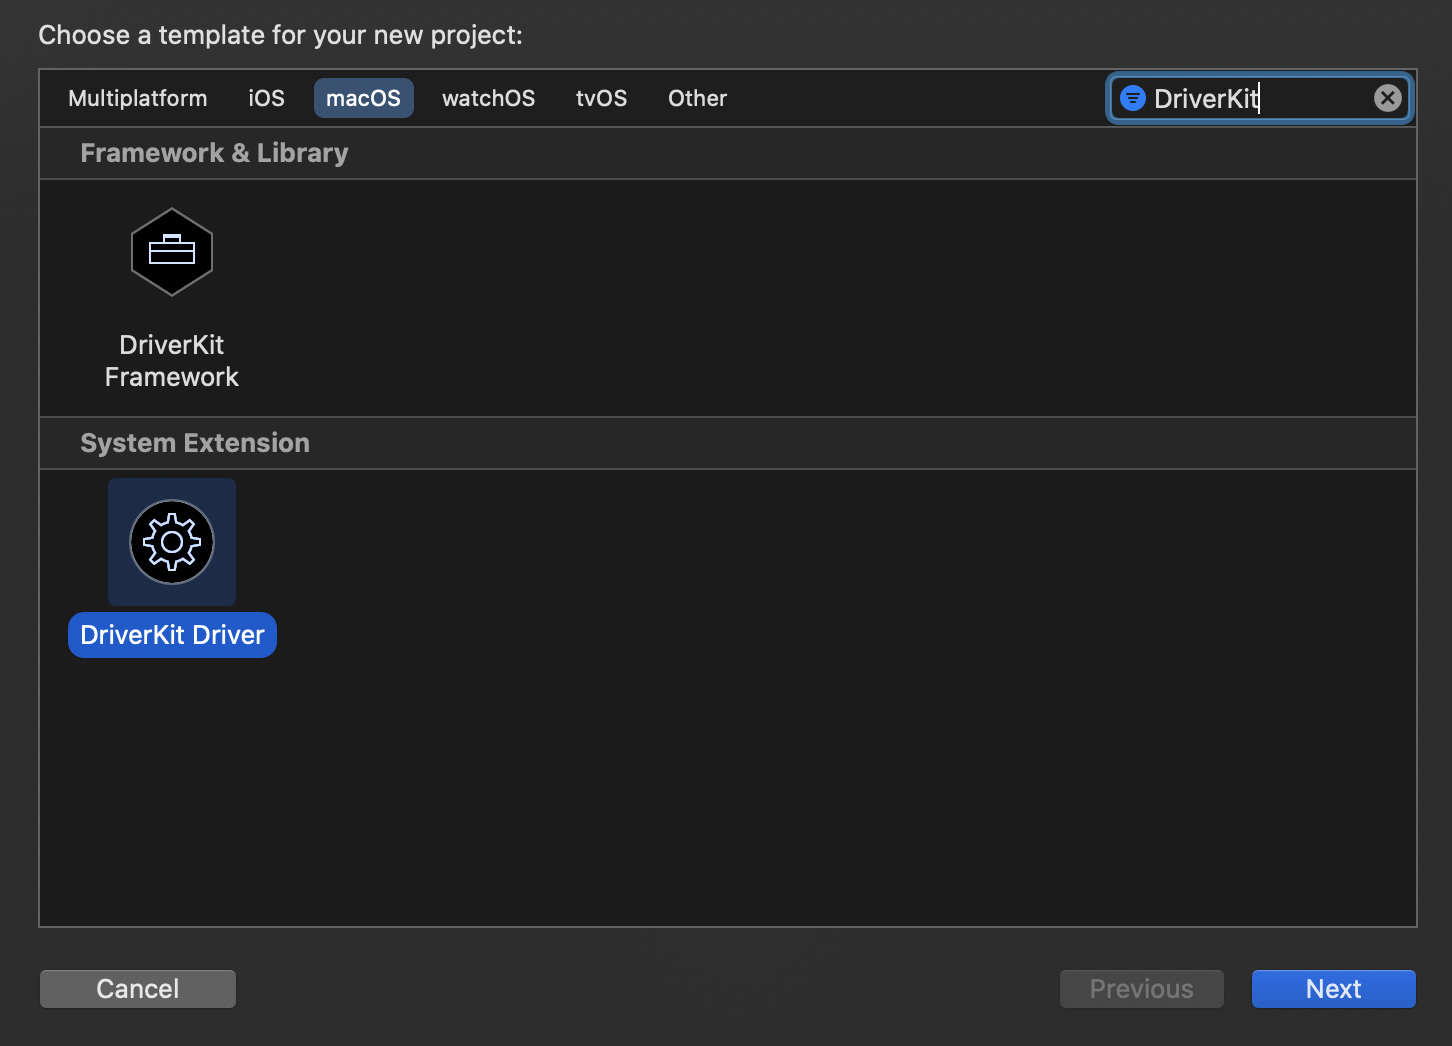 Choose a template for your new project:
Multiplatform iOS macOS watchOS tvOS Other DriverKit
Framework & Library
DriverKit
Framework
System Extension
DriverKit Driver
Cancel Previous Next